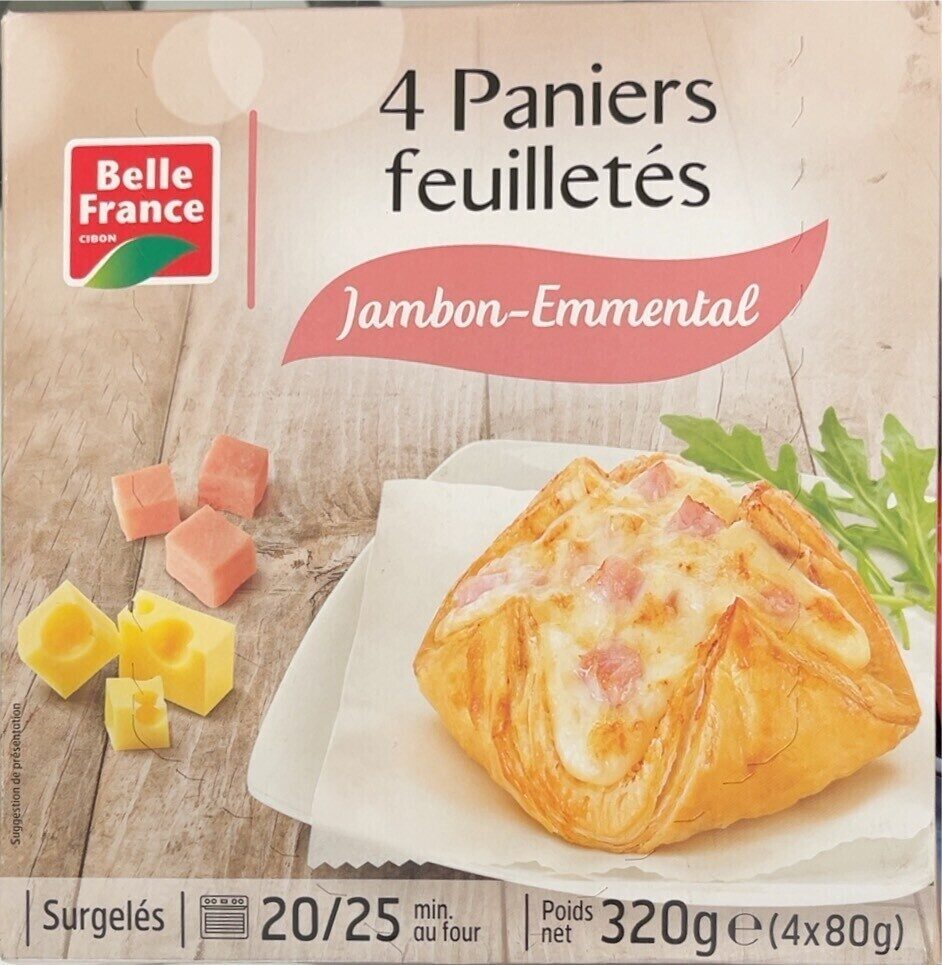 4 Paniers
feuilletés
Belle
France
CIBON
Jambon-Emmental
Suggestion de présentation
Surgelés
20/25 min.
au four
Poids
net 320g e (4x80g)